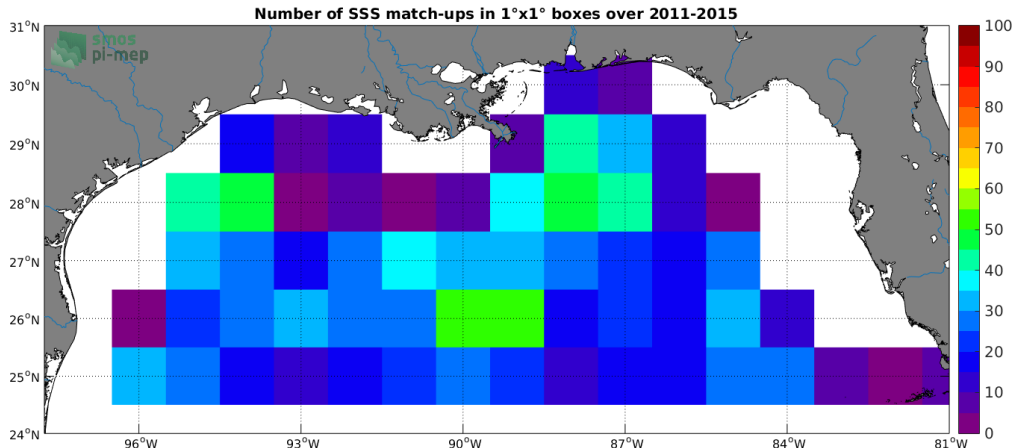 Number of SSS match-ups in 1°x1° boxes over 2011-2015
smos
pi-mep
31°N
30°N
29°N
28°N
27°N
26°N
25°N
24°N
96°W
93°W
90°W
87°W
84°W
81°W
100
90
80
70
60
50
40
30
20
10
0